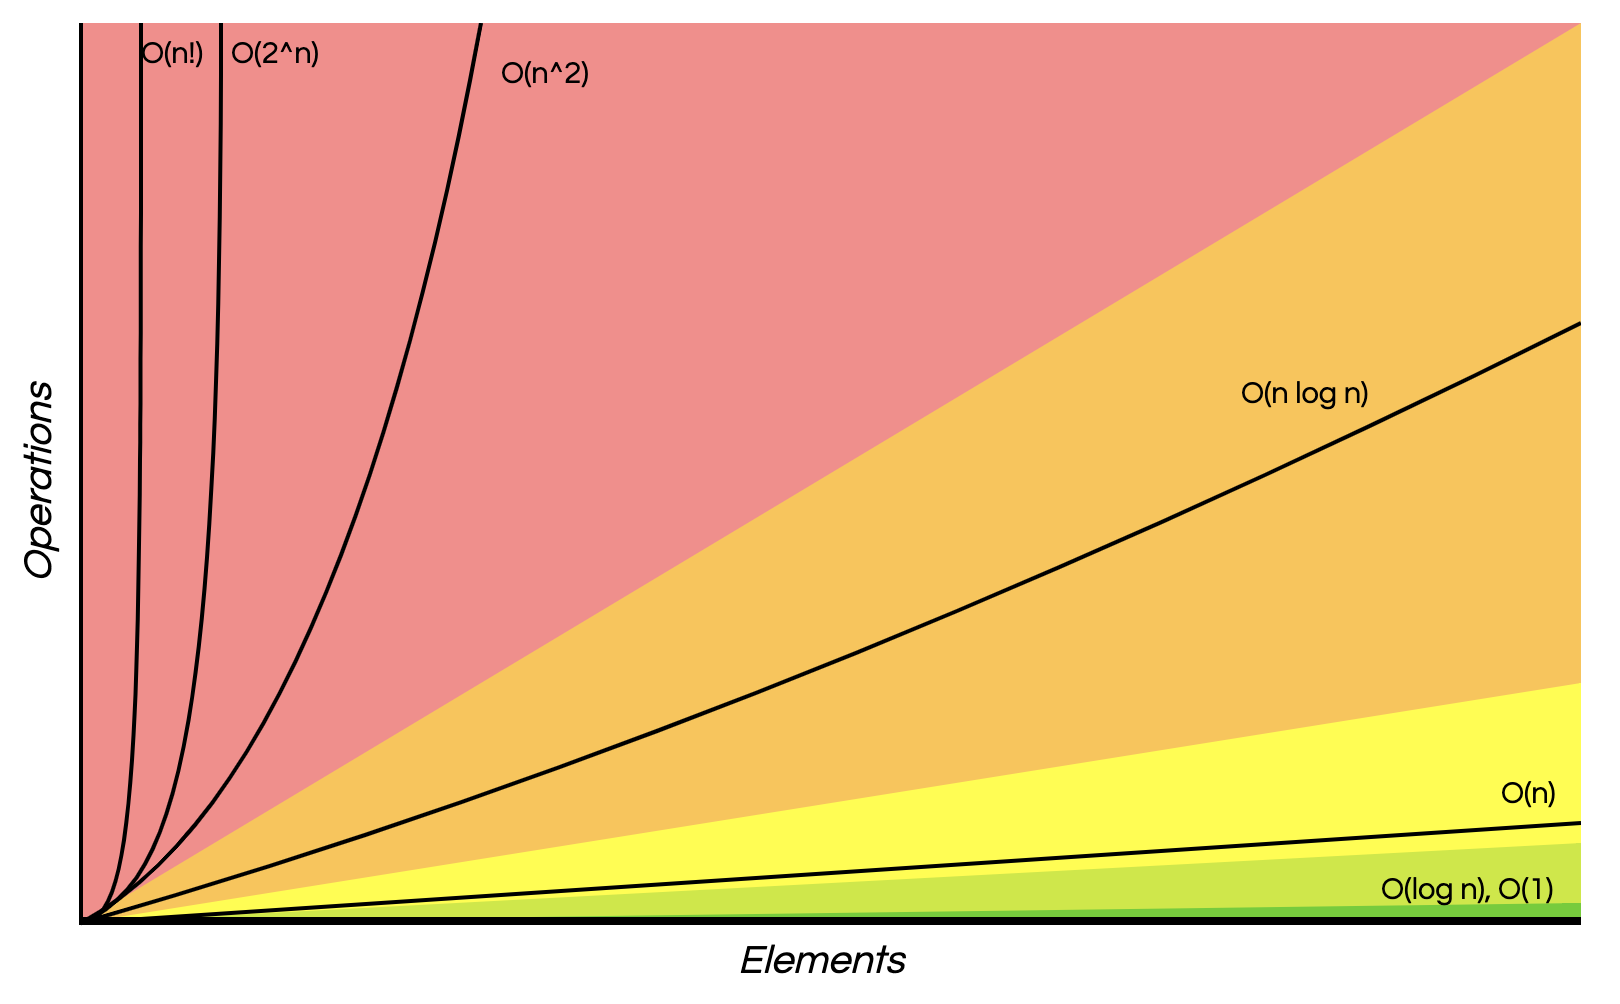 O(n!) O(2^n)
O(n^2)
O(n log n)
Operations
O(n)
O(log n), O(1)
Elements